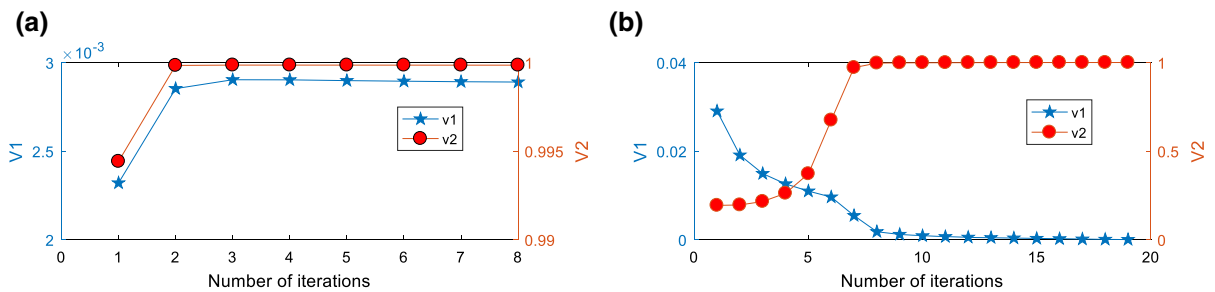 (a)
×10⁻³
3
2.5
2
V1
1
0.995
0.99
V2
v1
v2
0 1 2 3 4 5 6 7 8
Number of iterations
(b)
0.04
0.02
0
V1
1
0.5
0
V2
v1
v2
0 5 10 15 20
Number of iterations